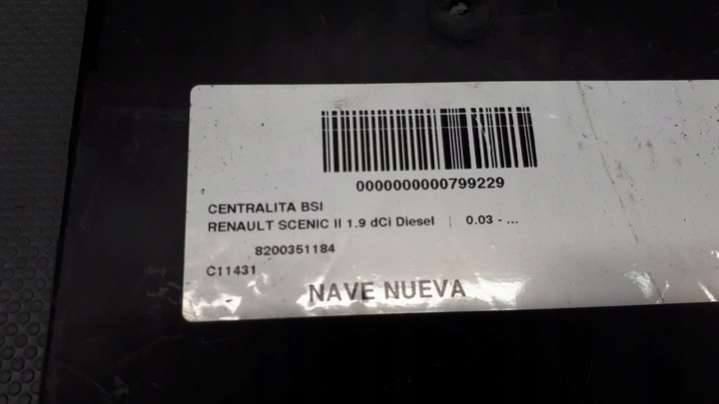 0000000000799229
CENTRALITA BSI
RENAULT SCENIC II 1.9 dCi Diesel | 0.03 - ...
8200351184
C11431
NAVE NUEVA